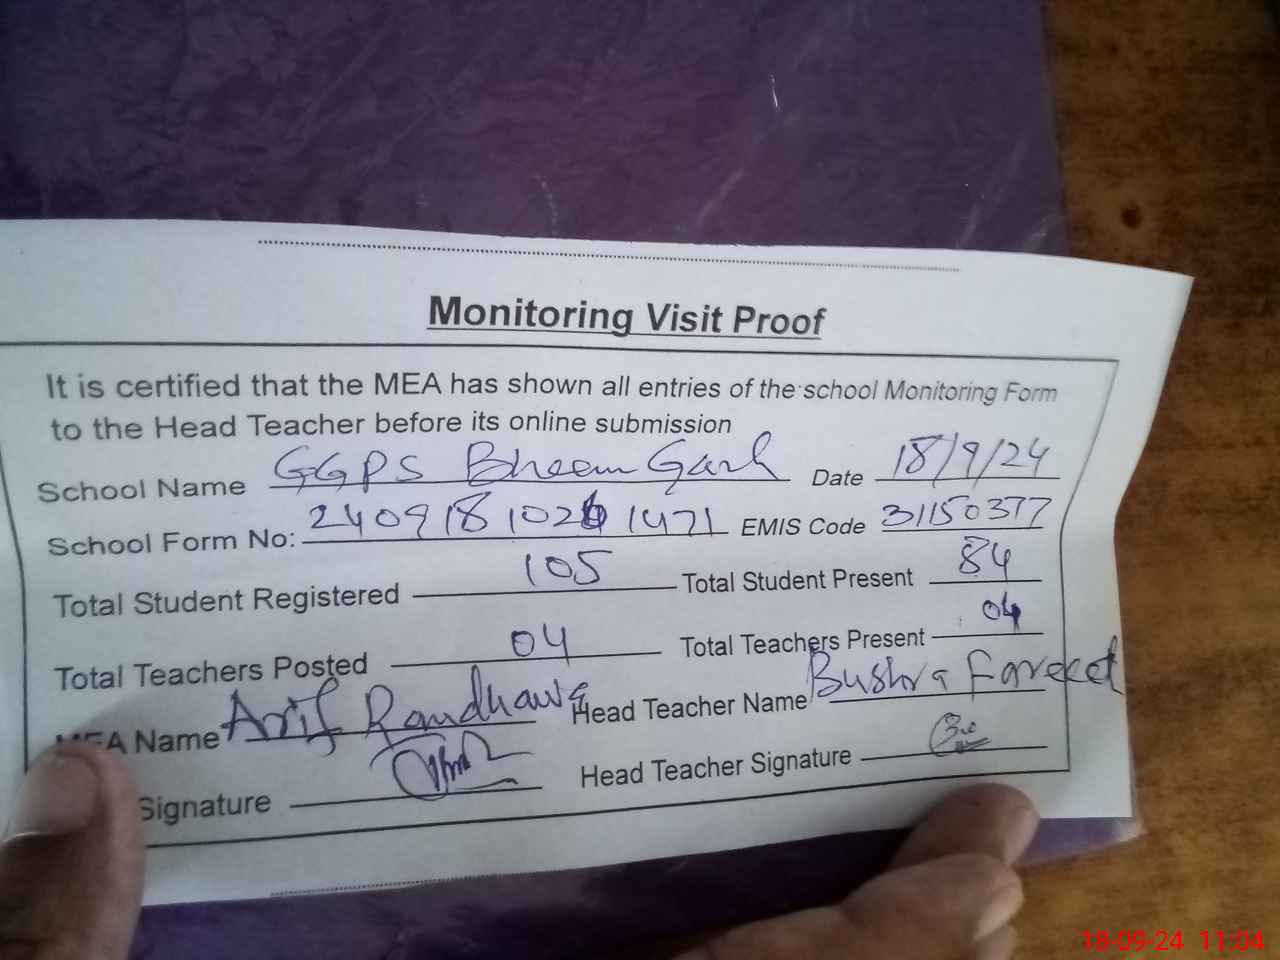 Monitoring Visit Proof
It is certified that the MEA has shown all entries of the school Monitoring Form
to the Head Teacher before its online submission
School Name GGPS Bheem Garh Date 18/9/24
School Form No: 2409181026 1471 EMIS Code 31150377
Total Student Registered 105 Total Student Present 84
Total Teachers Posted 04 Total Teachers Present 04
MEA Name Arif Randhawa Head Teacher Name Bushra
Signature Head Teacher Signature
18-09-24 11:04